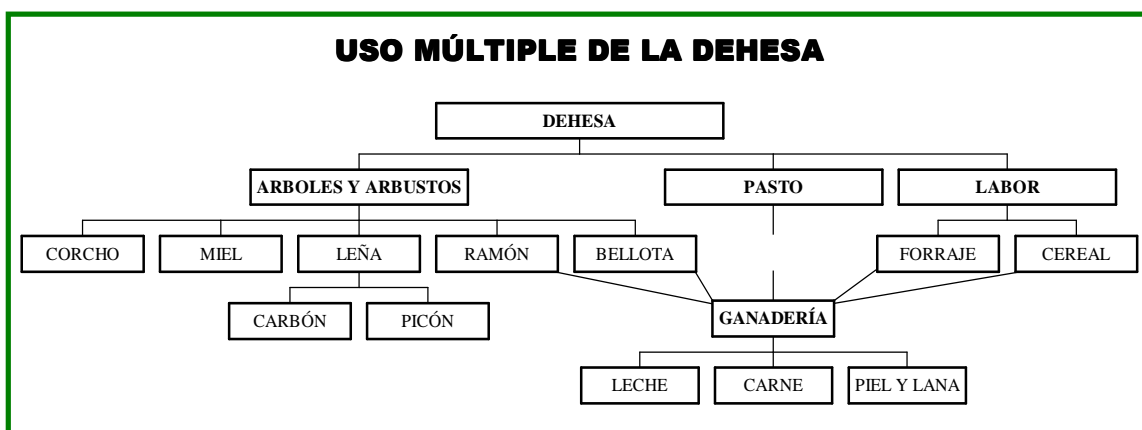 USO MÚLTIPLE DE LA DEHESA
DEHESA
ARBOLES Y ARBUSTOS
PASTO
LABOR
CORCHO
MIEL
LEÑA
RAMÓN
BELLOTA
FORRAJE
CEREAL
CARBÓN
PICÓN
GANADERÍA
LECHE
CARNE
PIEL Y LANA